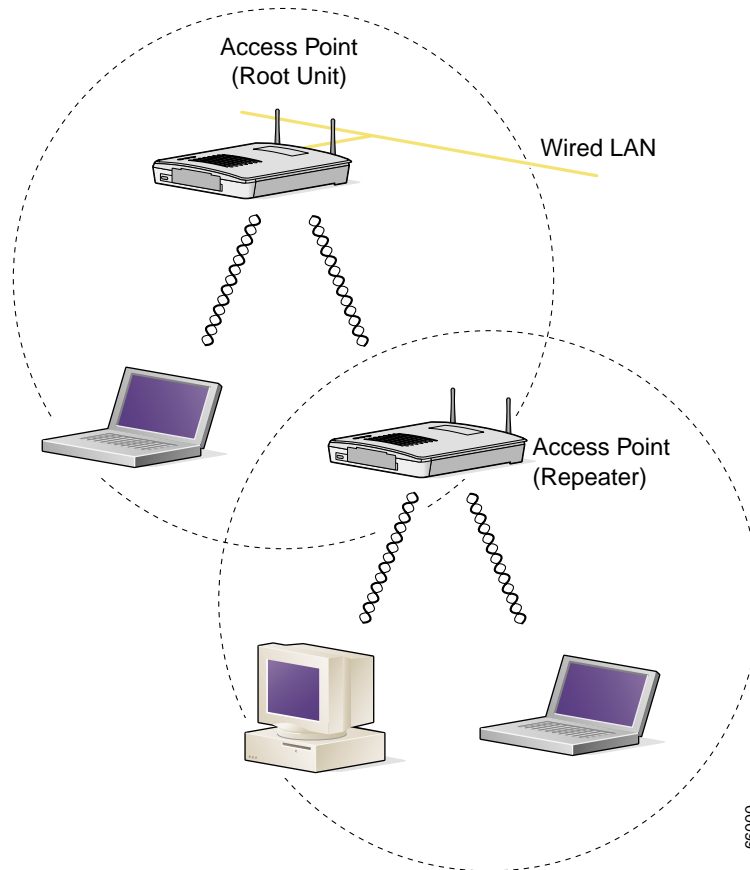 Access Point
(Root Unit)
Wired LAN
Access Point
(Repeater)